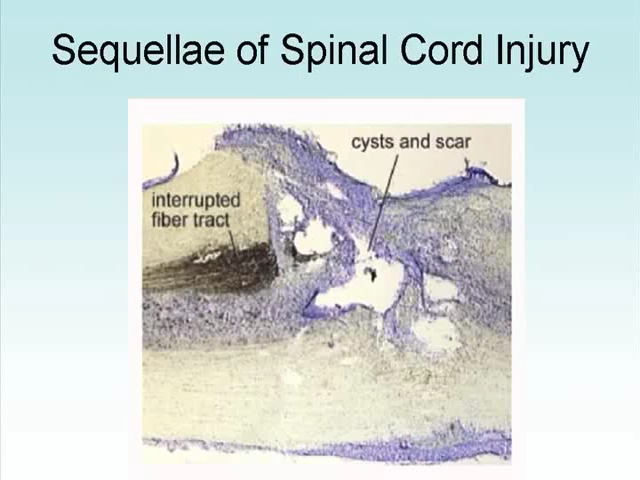 Sequellae of Spinal Cord Injury
cysts and scar
interrupted
fiber tract